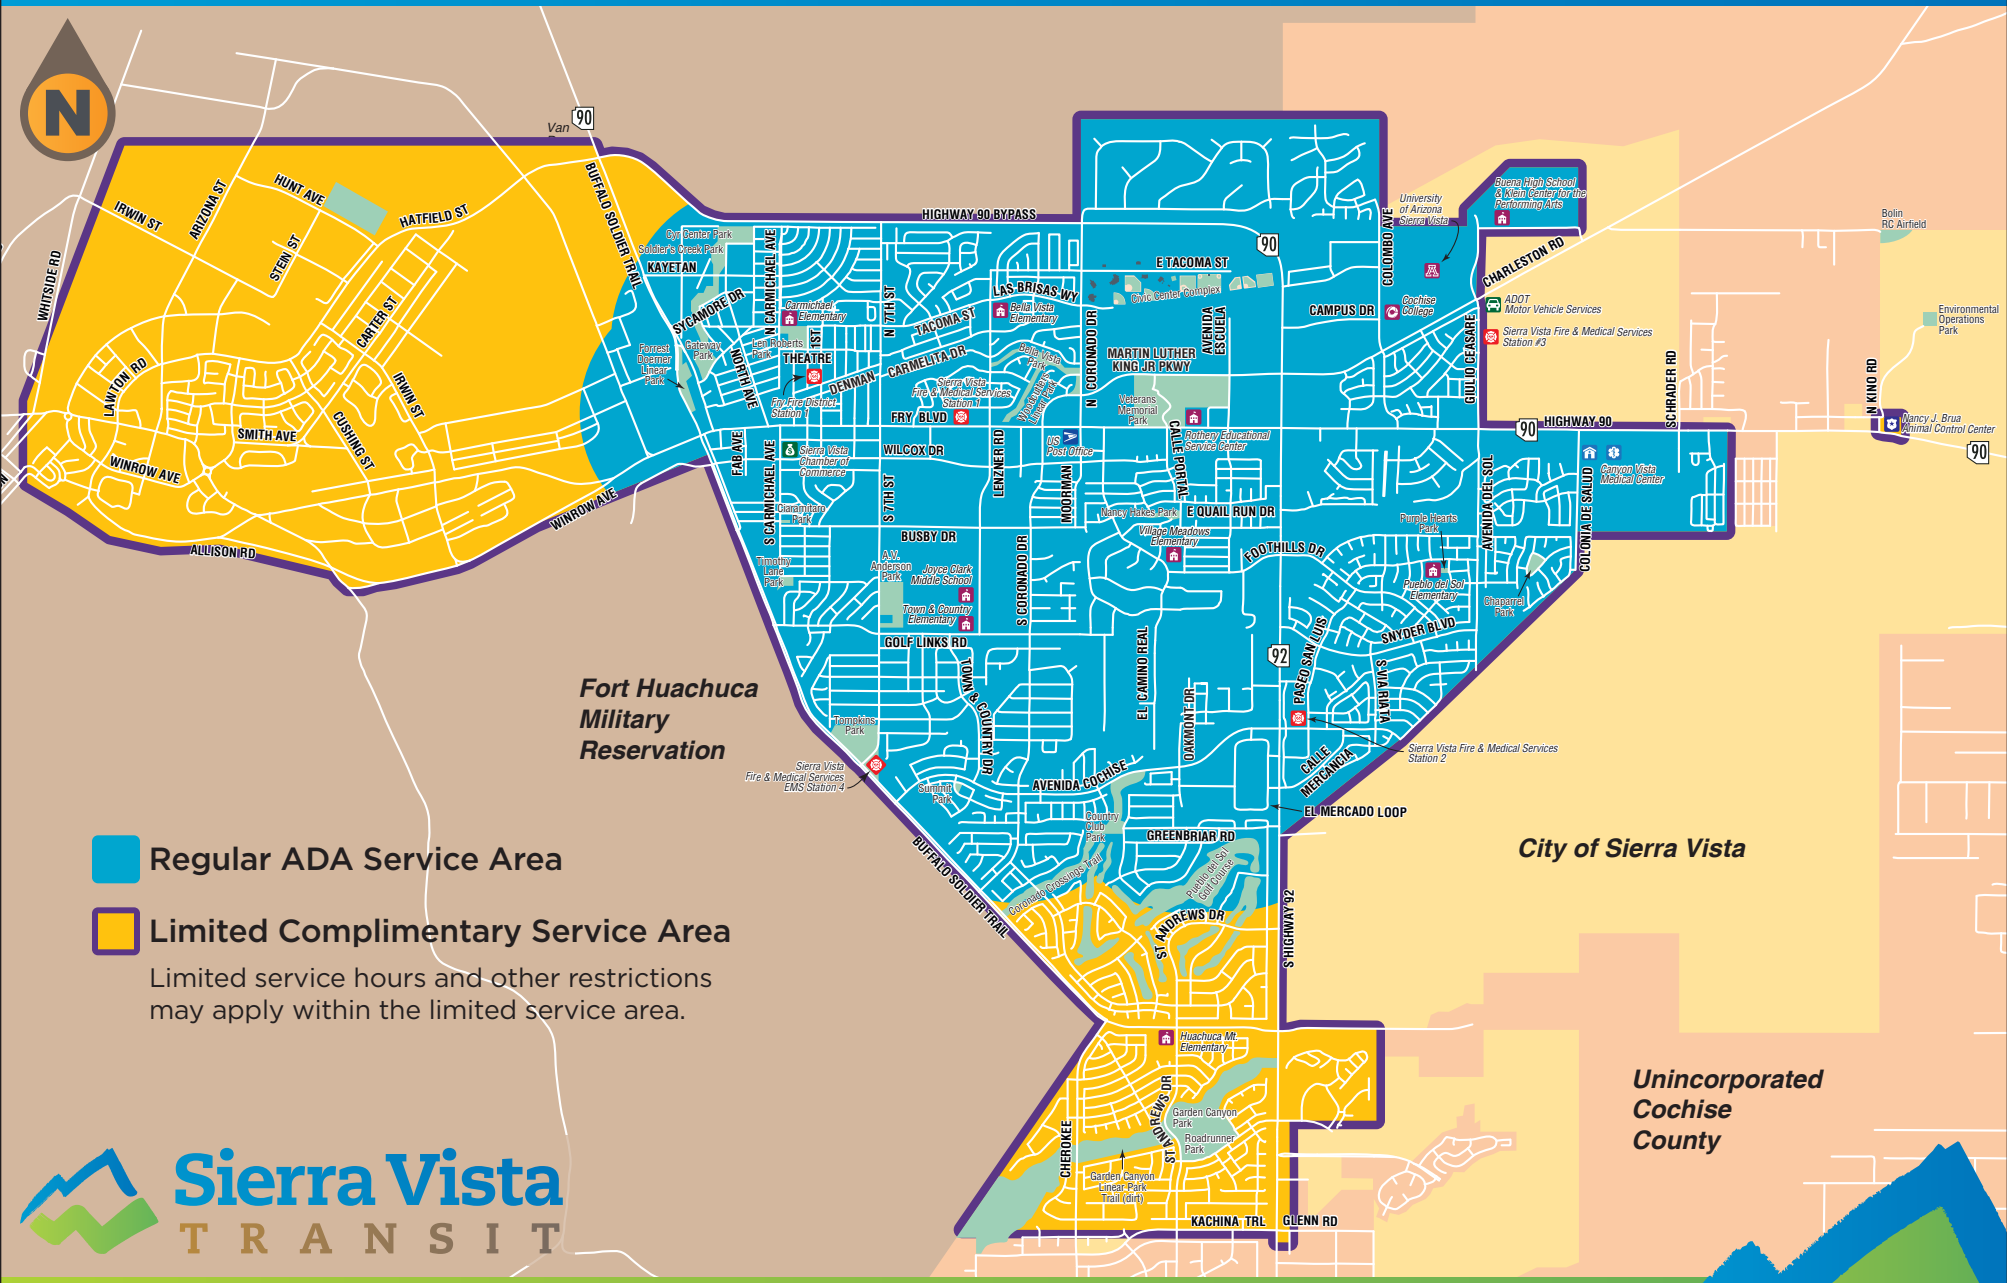 N
Van
90
HUNT AVE
IRWIN ST
ARIZONA ST
HATFIELD ST
STEIN ST
WHITSIDE RD
CARTER ST
LAWTON RD
IRWIN ST
CUSHING ST
SMITH AVE
WINROW AVE
ALLISON RD
WINROW AVE
BUFFALO SOLDIER TRAIL
HIGHWAY 90 BYPASS
Cyr Center Park
Soldier's Creek Park
KAYETAN
SYCAMORE DR
N CARMICHAEL AVE
Carmichael
Elementary
Len Roberts
Park
1ST
THEATRE
Gateway
Park
NORTH AVE
Forrest
Doerner
Linear
Park
Fry Fire District
Station 1
DENMAN
N 7TH ST
TACOMA ST
CARMELITA DR
LAS BRISAS WY
Bella Vista
Elementary
Bella Vista
Park
Woodcutters
Linear Park
Sierra Vista
Fire & Medical Services
Station 1
FRY BLVD
E TACOMA ST
Civic Center Complex
90
N CORONADO DR
AVENIDA
ESCUELA
MARTIN LUTHER
KING JR PKWY
Veterans
Memorial
Park
CALLE PORTAL
Rothery Educational
Service Center
CAMPUS DR
COLOMBO AVE
Cochise
College
University
of Arizona
Sierra Vista
Buena High School
& Klein Center for the
Performing Arts
CHARLESTON RD
ADOT
Motor Vehicle Services
Sierra Vista Fire & Medical Services
Station #3
GIULIO CEASARE
90
HIGHWAY 90
SCHRADER RD
N KINO RD
Bolin
RC Airfield
Environmental
Operations
Park
Nancy J. Brua
Animal Control Center
90
FAB AVE
S CARMICHAEL AVE
Sierra Vista
Chamber of
Commerce
WILCOX DR
LENZNER RD
US
Post Office
MOORMAN
Ciaramitaro
Park
S 7TH ST
BUSBY DR
Nancy Hakes Park
E QUAIL RUN DR
Village Meadows
Elementary
FOOTHILLS DR
Purple Hearts
Park
AVENIDA DEL SOL
Canyon Vista
Medical Center
COLONIA DE SALUD
Pueblo del Sol
Elementary
Chaparrel
Park
Timothy
Lane
Park
A.V.
Anderson
Park
Joyce Clark
Middle School
Town & Country
Elementary
S CORONADO DR
GOLF LINKS RD
TOWN & COUNTRY DR
EL CAMINO REAL
OAKMONT DR
92
PASEO SAN LUIS
SNYDER BLVD
S VIA RIATA
Sierra Vista Fire & Medical Services
Station 2
CALLE
MERCANCIA
EL MERCADO LOOP
Tompkins
Park
Sierra Vista
Fire & Medical Services
EMS Station 4
Summit
Park
AVENIDA COCHISE
Country
Club
Park
GREENBRIAR RD
Pueblo del Sol
Golf Course
Coronado Crossings Trail
BUFFALO SOLDIER TRAIL
ST ANDREWS DR
S HIGHWAY 92
Huachuca Mt.
Elementary
CHEROKEE
ST ANDREWS DR
Garden Canyon
Park
Roadrunner
Park
Garden Canyon
Linear Park
Trail (dirt)
KACHINA TRL
GLENN RD
Fort Huachuca
Military
Reservation
City of Sierra Vista
Unincorporated
Cochise
County
Regular ADA Service Area
Limited Complimentary Service Area
Limited service hours and other restrictions
may apply within the limited service area.
Sierra Vista
TRANSIT